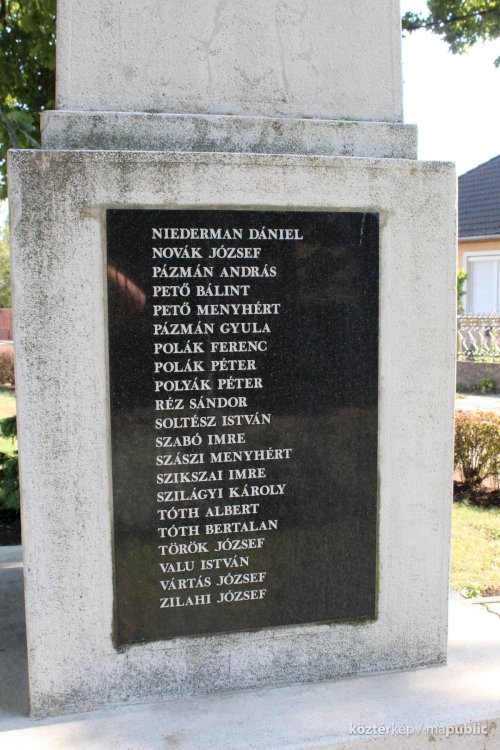 NIEDERMAN DÁNIEL
NOVÁK JÓZSEF
PÁZMÁN ANDRÁS
PETŐ BÁLINT
PETŐ MENYHÉRT
PÁZMÁN GYULA
POLÁK FERENC
POLÁK PÉTER
POLYÁK PÉTER
RÉZ SÁNDOR
SOLTÉSZ ISTVÁN
SZABÓ IMRE
SZÁSZI MENYHÉRT
SZIKSZAI IMRE
SZILÁGYI KÁROLY
TÓTH ALBERT
TÓTH BERTALAN
TÖRÖK JÓZSEF
VALU ISTVÁN
VÁRTÁS JÓZSEF
ZILAHI JÓZSEF
köztérkép / mapublic